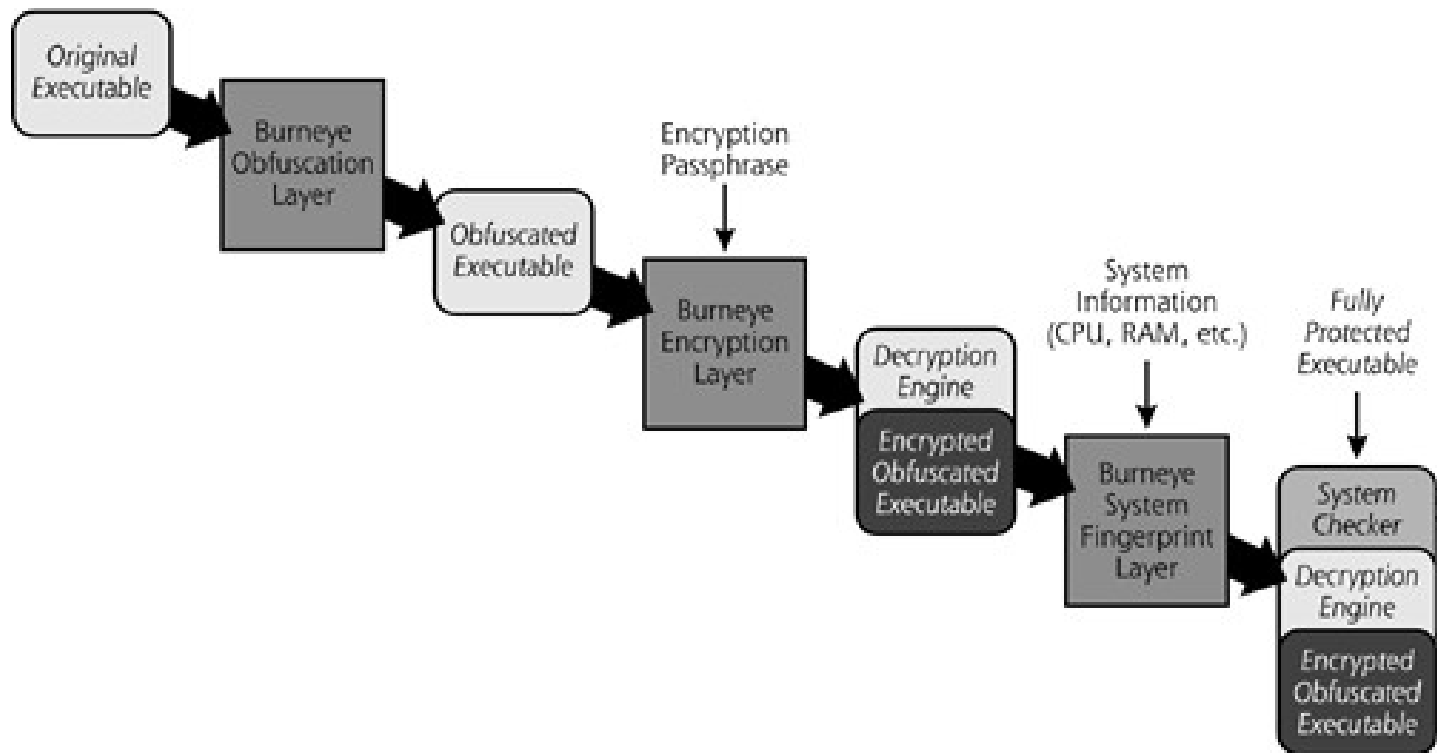 Original
Executable
Burneye
Obfuscation
Layer
Obfuscated
Executable
Encryption
Passphrase
Burneye
Encryption
Layer
Decryption
Engine
Encrypted
Obfuscated
Executable
System
Information
(CPU, RAM, etc.)
Burneye
System
Fingerprint
Layer
Fully
Protected
Executable
System
Checker
Decryption
Engine
Encrypted
Obfuscated
Executable